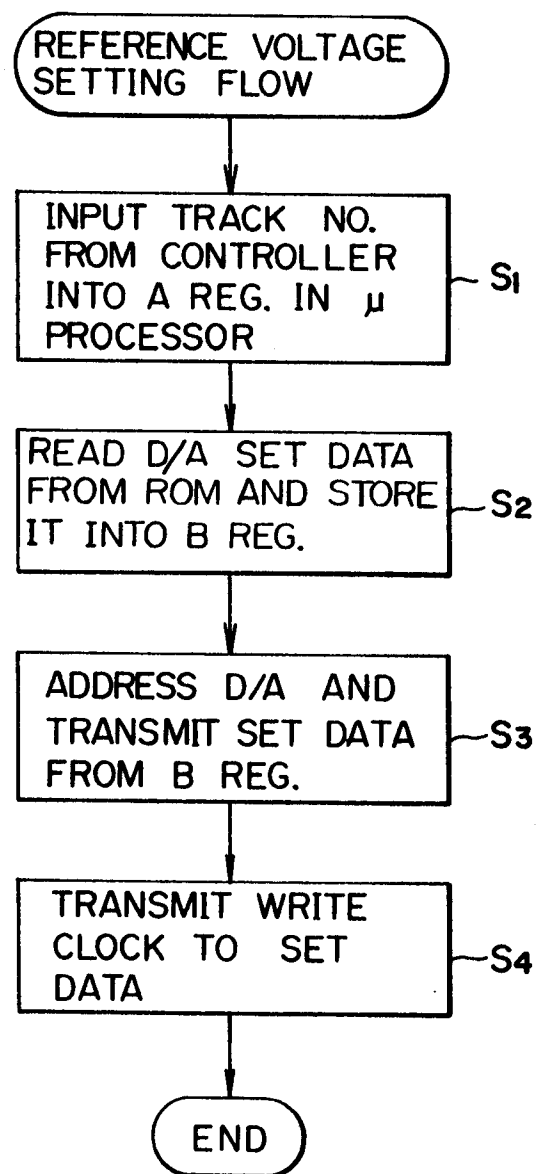 REFERENCE VOLTAGE
SETTING FLOW
INPUT TRACK NO.
FROM CONTROLLER
INTO A REG. IN μ
PROCESSOR
S1
READ D/A SET DATA
FROM ROM AND STORE
IT INTO B REG.
S2
ADDRESS D/A AND
TRANSMIT SET DATA
FROM B REG.
S3
TRANSMIT WRITE
CLOCK TO SET
DATA
S4
END